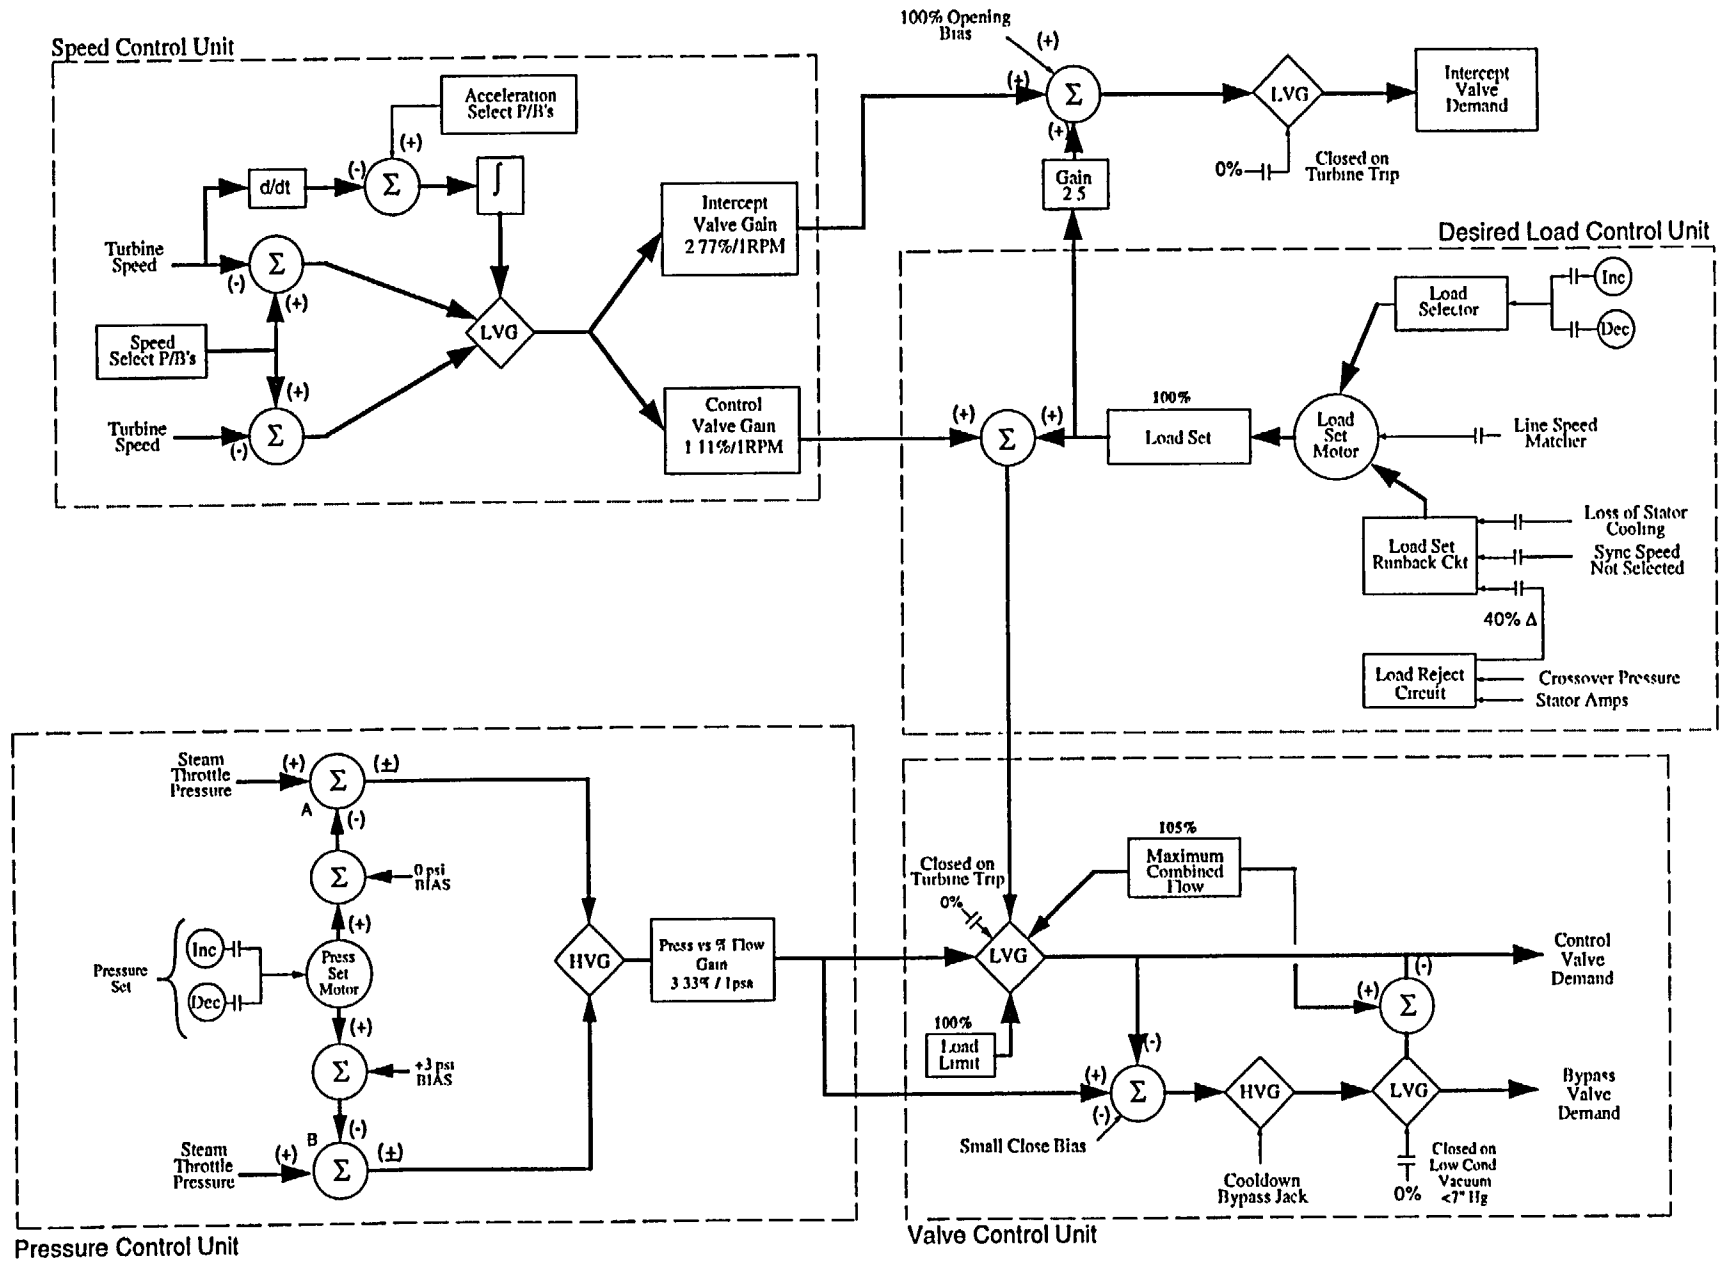 Speed Control Unit
Acceleration
Select P/B's
(+)
(-)
d/dt
Σ
∫
Turbine
Speed
Σ
(-)
(+)
Speed
Select P/B's
LVG
(+)
Turbine
Speed
Σ
(-)
Intercept
Valve Gain
2 77%/1RPM
Control
Valve Gain
1 11%/1RPM
100% Opening
Bias
(+)
(+)
Σ
(+)
Gain
2.5
LVG
0%
Closed on
Turbine Trip
Intercept
Valve
Demand
Desired Load Control Unit
Load
Selector
Inc
Dec
(+)
Σ
(+)
100%
Load Set
Load
Set
Motor
Line Speed
Matcher
Load Set
Runback Ckt
Loss of Stator
Cooling
Sync Speed
Not Selected
40% Δ
Load Reject
Circuit
Crossover Pressure
Stator Amps
Steam
Throttle
Pressure
(+)
Σ
(±)
A
(-)
Σ
0 psi
BIAS
(+)
Pressure
Set
Inc
Dec
Press
Set
Motor
(+)
Σ
+3 psi
BIAS
(-)
B
Steam
Throttle
Pressure
(+)
Σ
(±)
HVG
Press vs % Flow
Gain
3 33% / 1psa
Pressure Control Unit
Closed on
Turbine Trip
0%
LVG
105%
Maximum
Combined
Flow
100%
Load
Limit
(-)
(+)
Σ
(-)
Small Close Bias
HVG
Cooldown
Bypass Jack
(-)
(+)
Σ
LVG
0%
Closed on
Low Cond
Vacuum
<7" Hg
Control
Valve
Demand
Bypass
Valve
Demand
Valve Control Unit